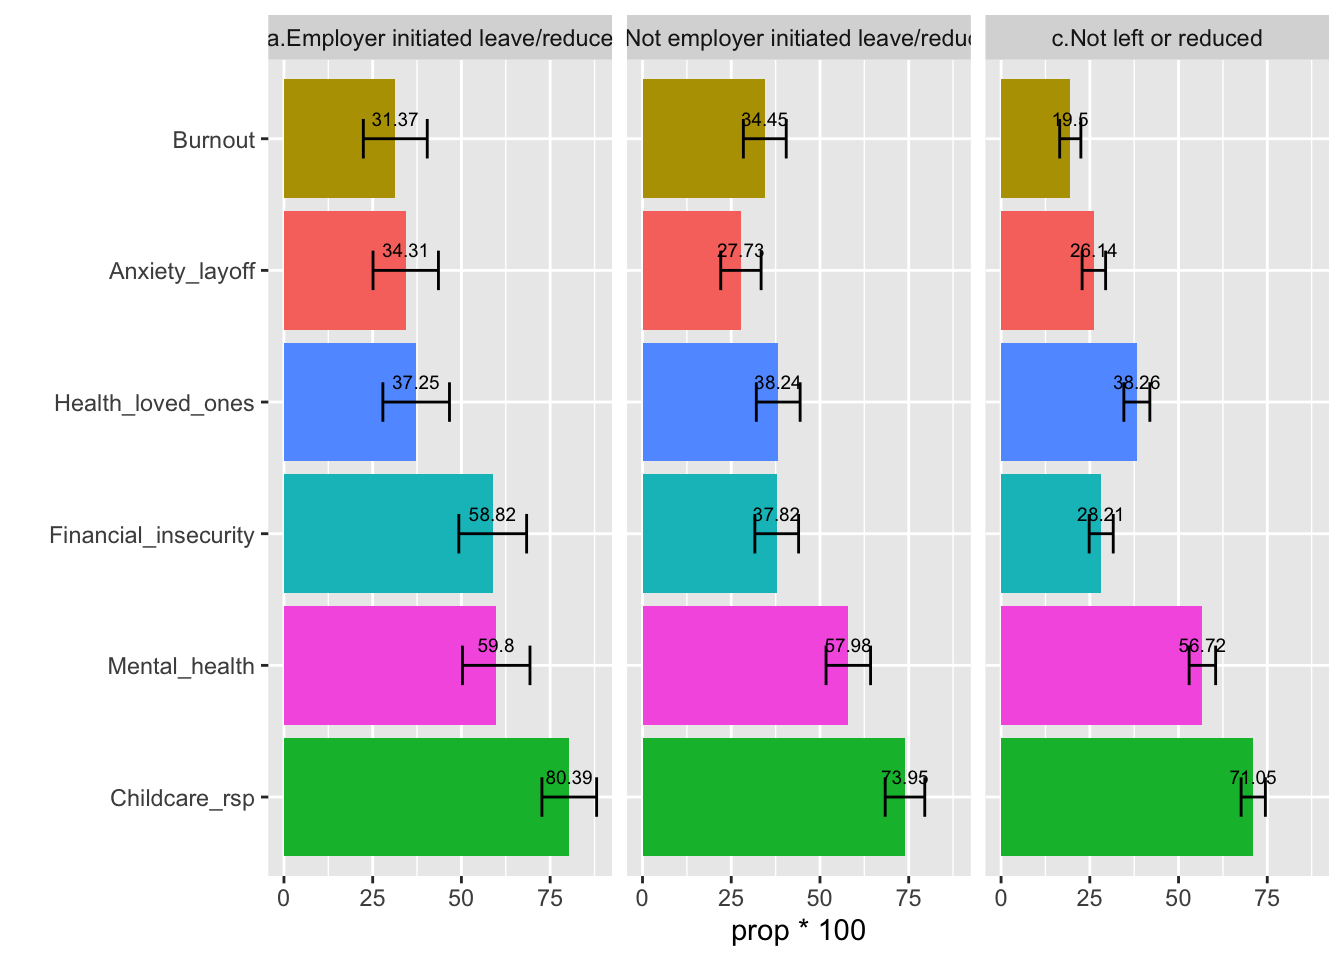 a.Employer initiated leave/reduce
Not employer initiated leave/reduc
c.Not left or reduced
Burnout
31.37
34.45
19.5
Anxiety_layoff
34.31
27.73
26.14
Health_loved_ones
37.25
38.24
38.26
Financial_insecurity
58.82
37.82
28.21
Mental_health
59.8
57.98
56.72
Childcare_rsp
80.39
73.95
71.05
0 25 50 75
0 25 50 75
0 25 50 75
prop * 100